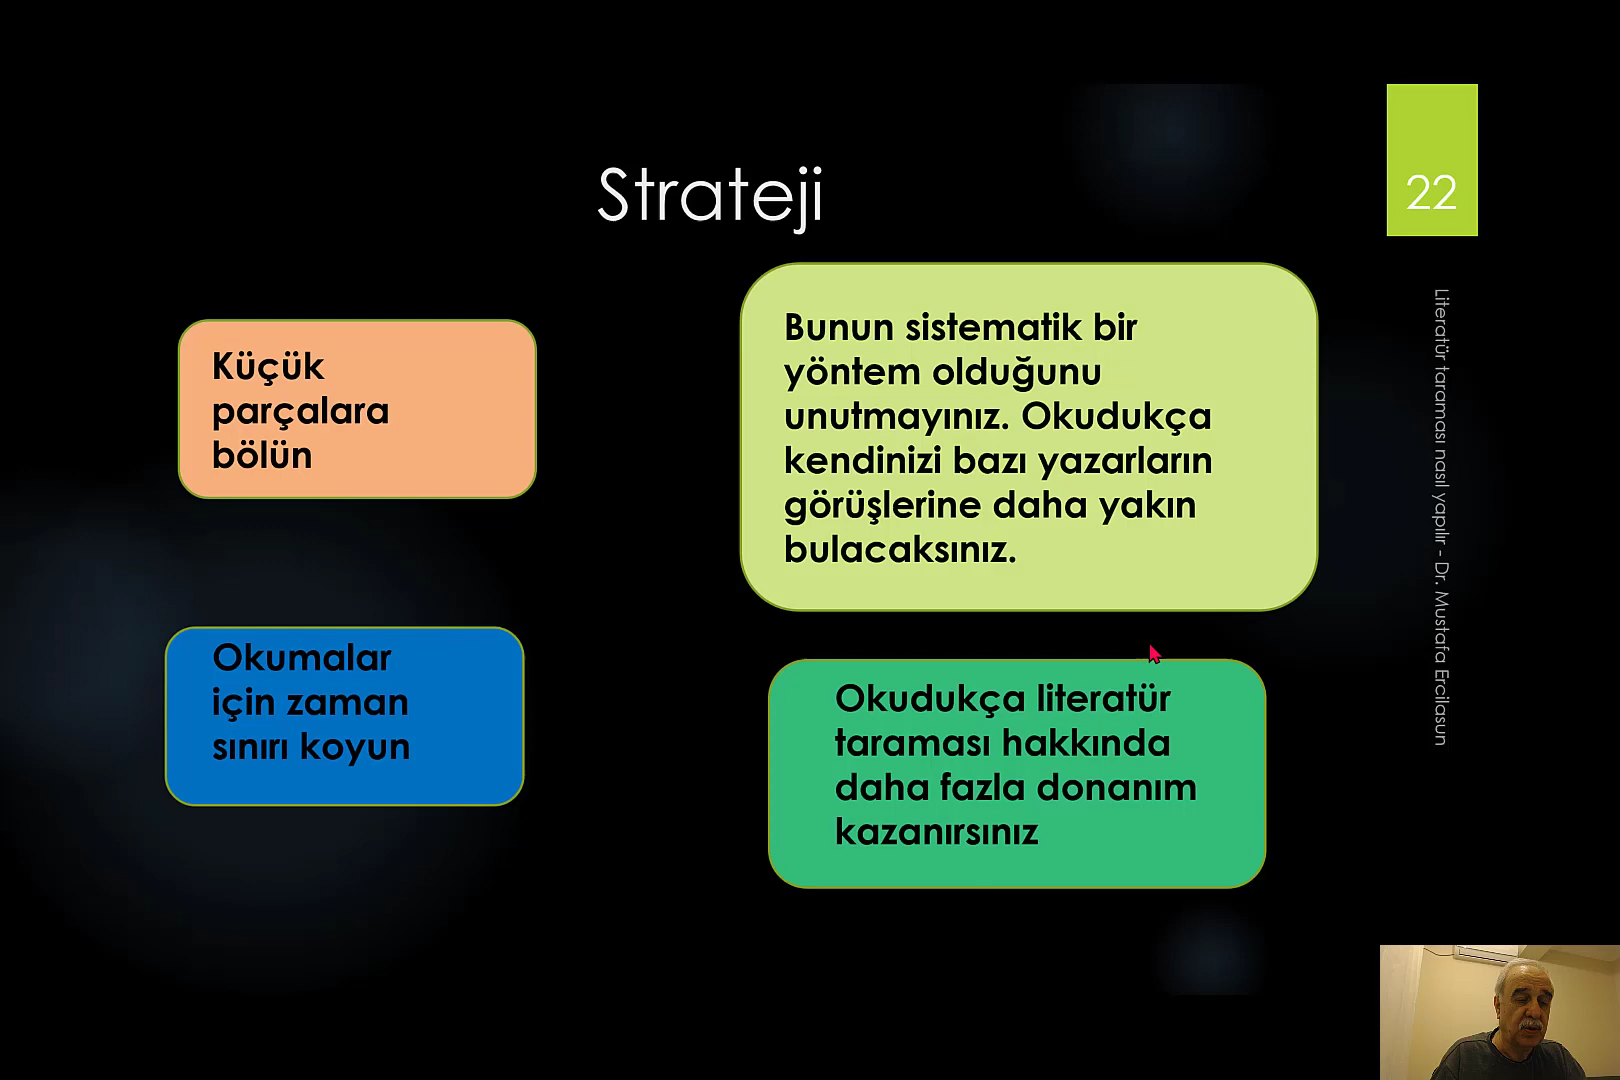 Strateji
22
Küçük
parçalara
bölün
Bunun sistematik bir
yöntem olduğunu
unutmayınız. Okudukça
kendinizi bazı yazarların
görüşlerine daha yakın
bulacaksınız.
Okumalar
için zaman
sınırı koyun
Okudukça literatür
taraması hakkında
daha fazla donanım
kazanırsınız
Literatür taraması nasıl yapılır - Dr. Mustafa Ercilasun